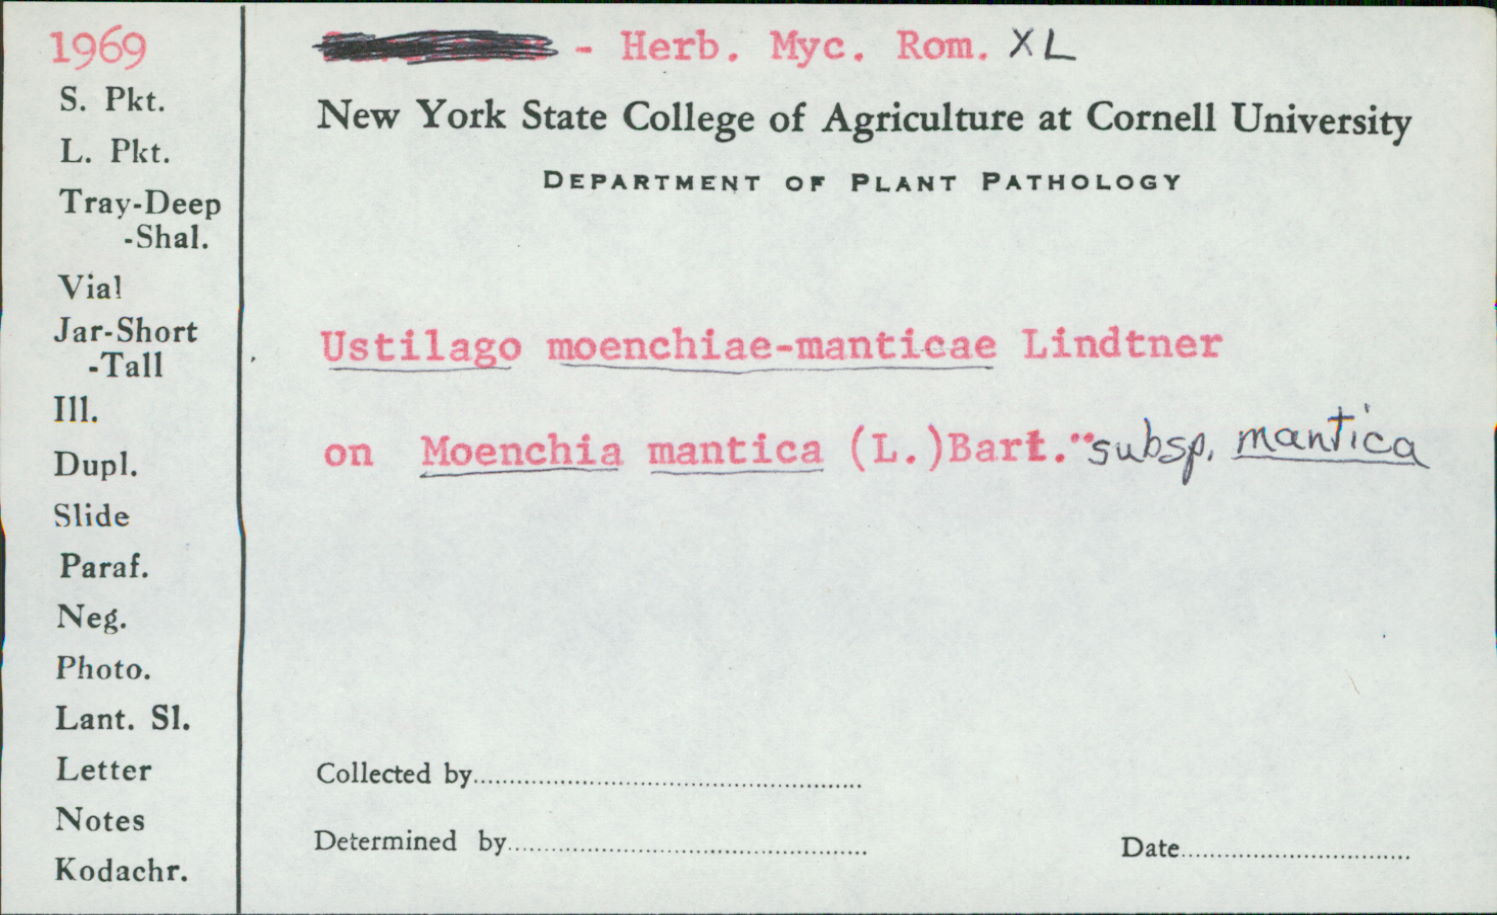 1969
S. Pkt.
L. Pkt.
Tray-Deep
-Shal.
Vial
Jar-Short
-Tall
Ill.
Dupl.
Slide
Paraf.
Neg.
Photo.
Lant. Sl.
Letter
Notes
Kodachr.
- Herb. Myc. Rom. XL
New York State College of Agriculture at Cornell University
DEPARTMENT OF PLANT PATHOLOGY
Ustilago moenchiae-manticae Lindtner
on Moenchia mantica (L.)Bart." subsp. mantica
Collected by
Determined by
Date